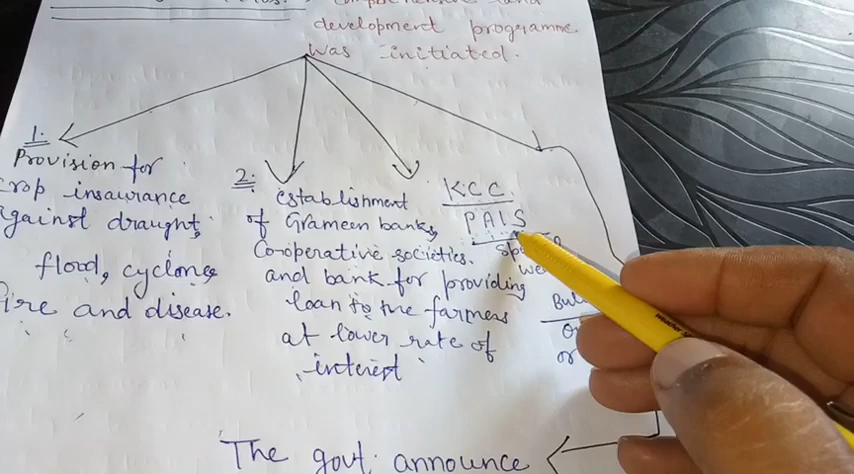 development programme
was initiated.
1.
Provision for
crop insaurance
against draught,
flood, cyclone,
fire and disease.
2.
establishment
of Grameen bank,
Co-operative societies.
and bank for providing
loan to the farmers
at lower rate of
interest
K.C.C.
PAIS
The govt. announce